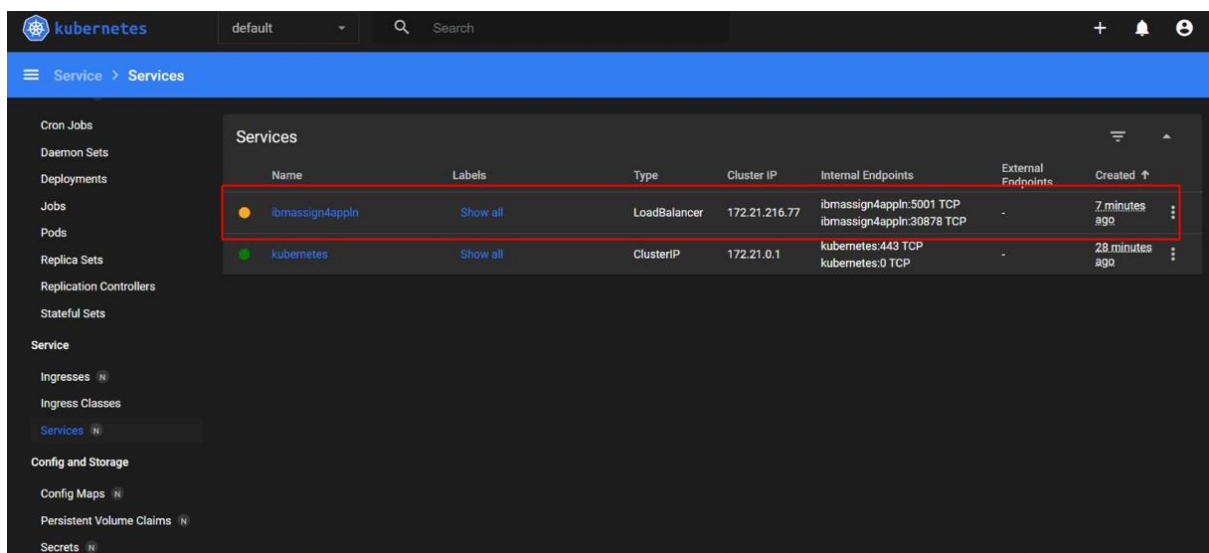 kubernetes
default
Search
Service > Services
Cron Jobs
Daemon Sets
Deployments
Jobs
Pods
Replica Sets
Replication Controllers
Stateful Sets
Service
Ingresses N
Ingress Classes
Services N
Config and Storage
Config Maps N
Persistent Volume Claims N
Secrets N
Services
Name Labels Type Cluster IP Internal Endpoints External Endpoints Created ↑
ibmassign4appln Show all LoadBalancer 172.21.216.77 ibmassign4appln:5001 TCP - 7 minutes
ibmassign4appln:30878 TCP ago
kubernetes Show all ClusterIP 172.21.0.1 kubernetes:443 TCP - 28 minutes
kubernetes:0 TCP ago